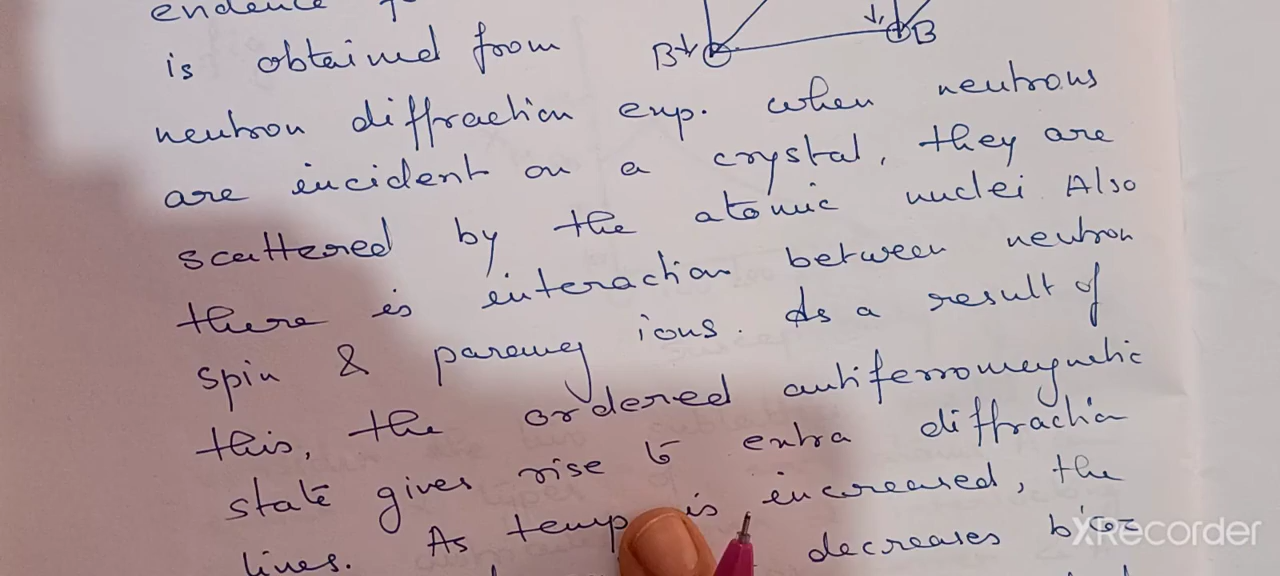 is obtained from
B
B
neutron diffraction exp. when neutrons
are incident on a crystal, they are
scattered by the atomic nuclei Also
there is interaction between neutron
spin & paramag ions. As a result of
this, the ordered antiferromagnetic
state gives rise to extra diffraction
lines. As temp is increased, the
decreases
XRecorder